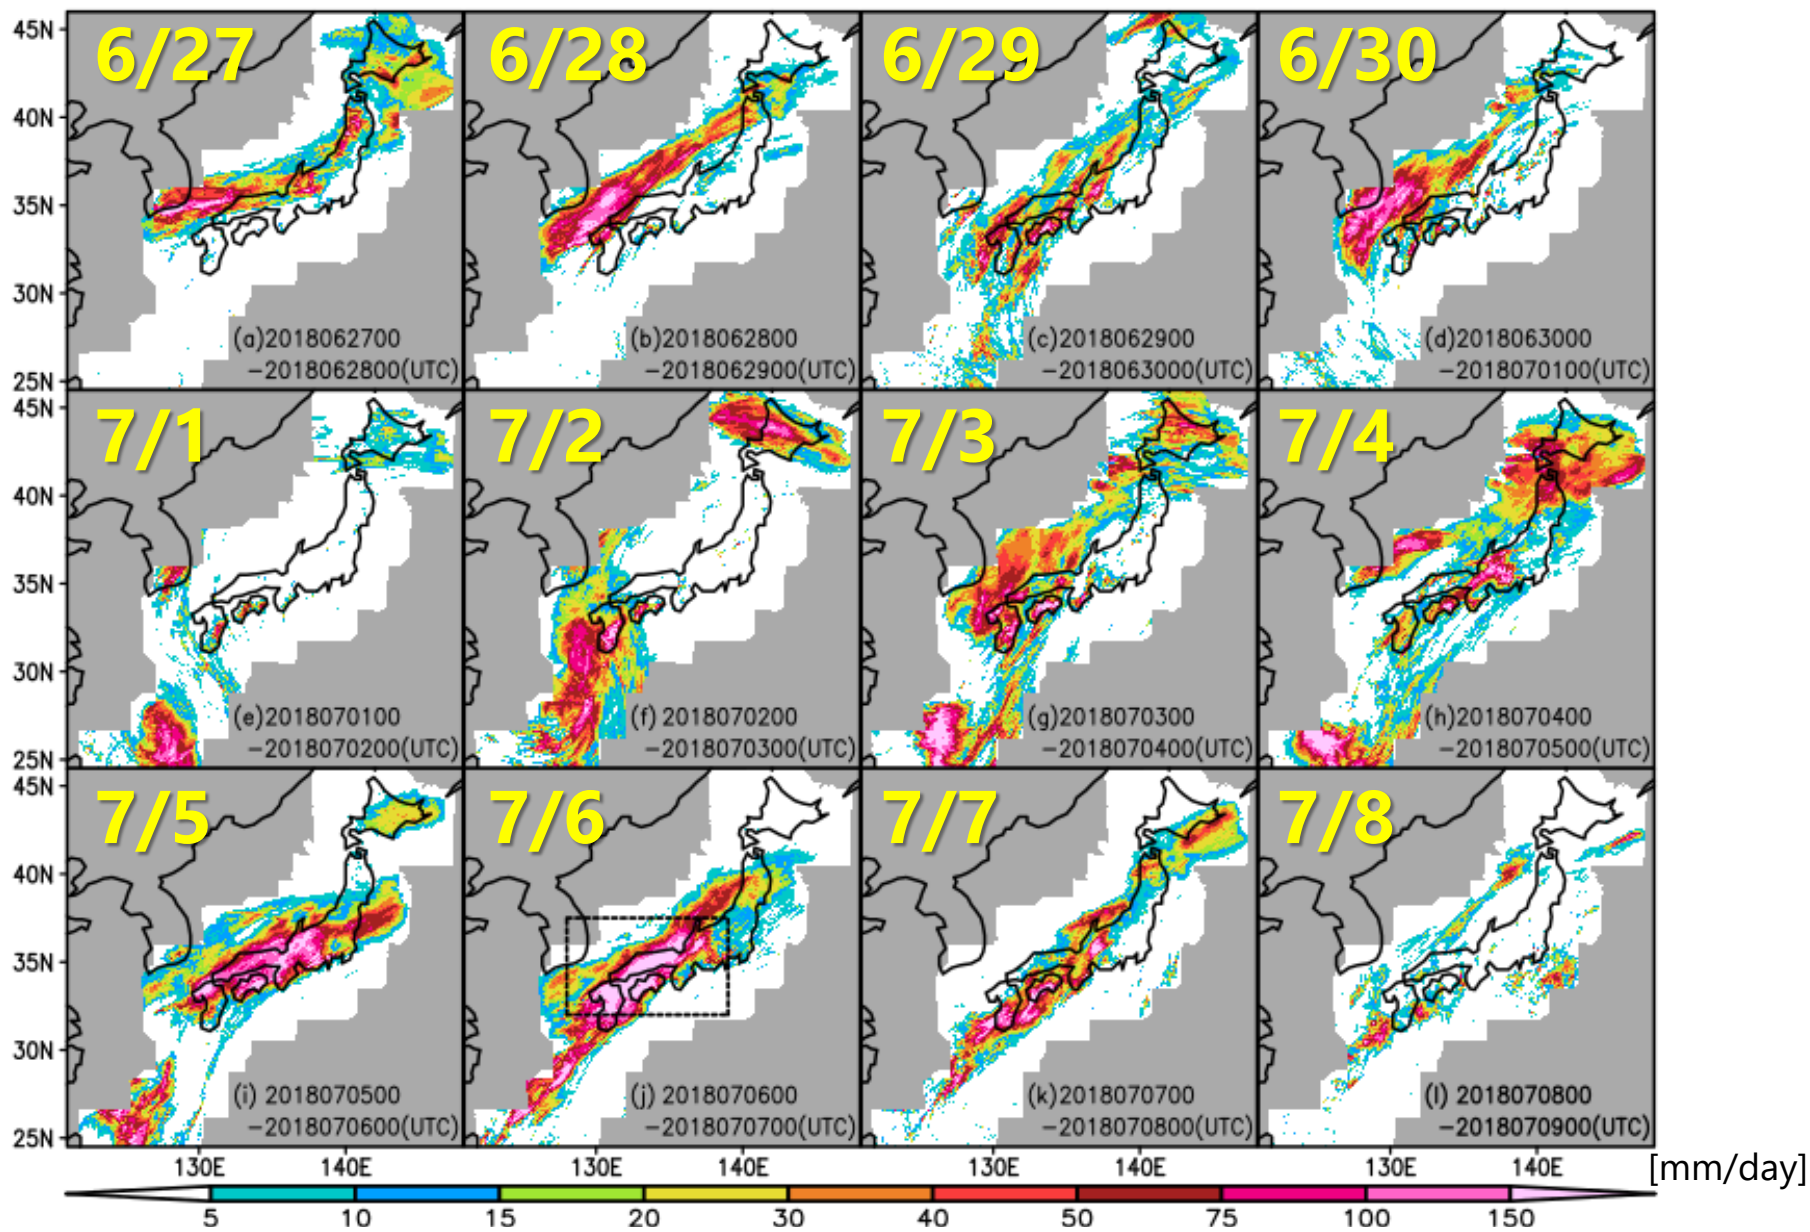 45N
40N
35N
30N
25N
6/27
(a)2018062700
-2018062800(UTC)
6/28
(b)2018062800
-2018062900(UTC)
6/29
(c)2018062900
-2018063000(UTC)
6/30
(d)2018063000
-2018070100(UTC)
45N
40N
35N
30N
25N
7/1
(e)2018070100
-2018070200(UTC)
7/2
(f) 2018070200
-2018070300(UTC)
7/3
(g)2018070300
-2018070400(UTC)
7/4
(h)2018070400
-2018070500(UTC)
45N
40N
35N
30N
25N
7/5
(i) 2018070500
-2018070600(UTC)
7/6
(j) 2018070600
-2018070700(UTC)
7/7
(k)2018070700
-2018070800(UTC)
7/8
(l) 2018070800
-2018070900(UTC)
130E 140E 130E 140E 130E 140E 130E 140E
[mm/day]
5 10 15 20 30 40 50 75 100 150